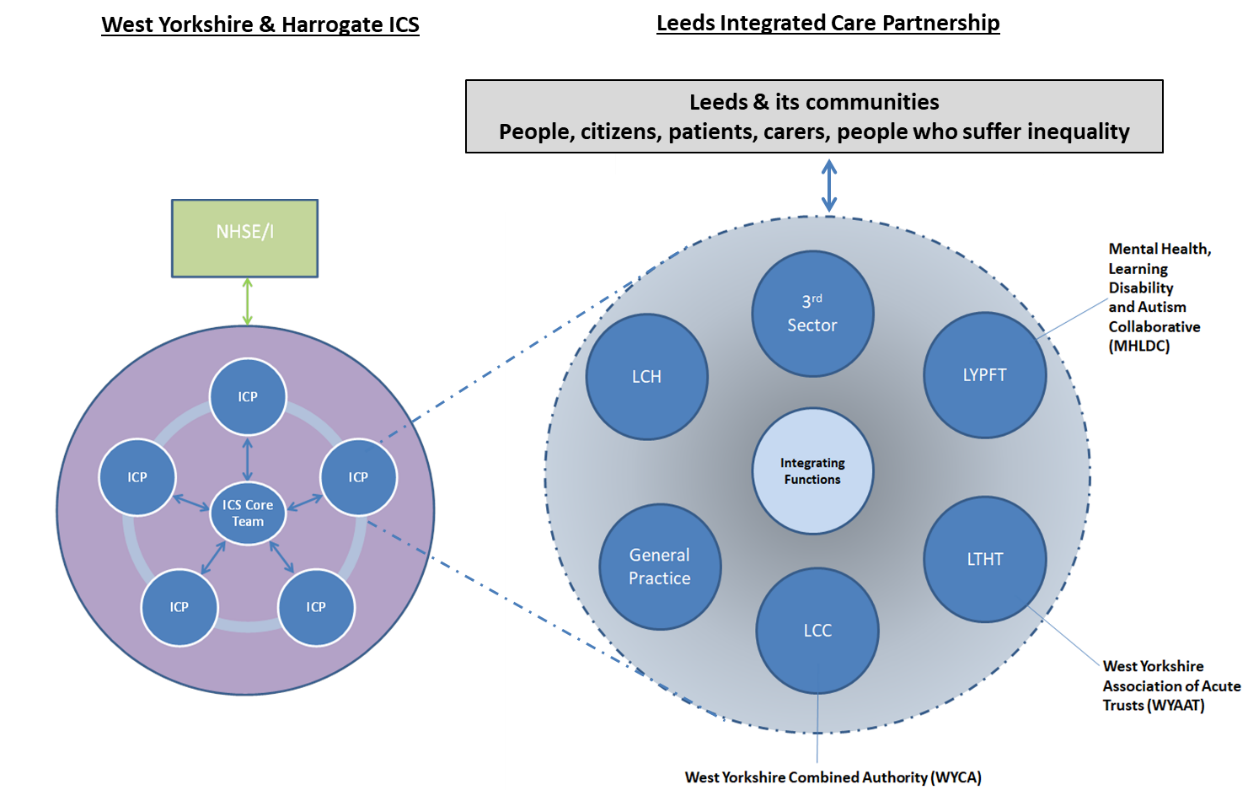 West Yorkshire & Harrogate ICS
Leeds Integrated Care Partnership
Leeds & its communities
People, citizens, patients, carers, people who suffer inequality
NHSE/I
ICP
ICP
ICP
ICS Core
Team
ICP
ICP
3rd
Sector
LCH
LYPFT
Mental Health,
Learning
Disability
and Autism
Collaborative
(MHLDC)
Integrating
Functions
General
Practice
LTHT
LCC
West Yorkshire
Association of Acute
Trusts (WYAAT)
West Yorkshire Combined Authority (WYCA)